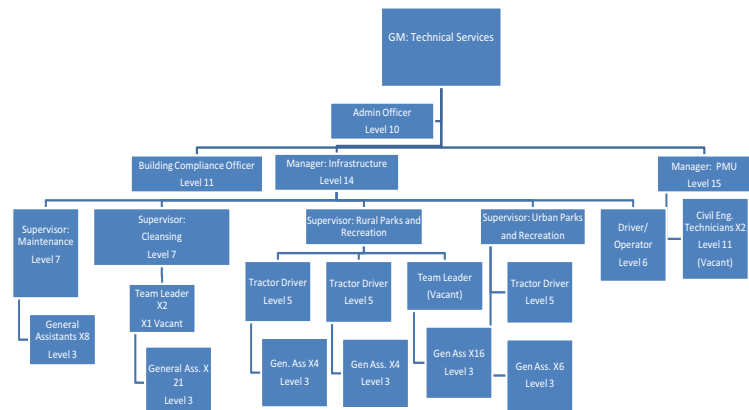 GM: Technical Services
Admin Officer
Level 10
Building Compliance Officer
Level 11
Manager: Infrastructure
Level 14
Manager: PMU
Level 15
Supervisor:
Maintenance
Level 7
Supervisor:
Cleansing
Level 7
Supervisor: Rural Parks and
Recreation
Supervisor: Urban Parks
and Recreation
Driver/
Operator
Level 6
Civil Eng.
Technicians X2
Level 11
(Vacant)
Team Leader
X2
X1 Vacant
Tractor Driver
Level 5
Tractor Driver
Level 5
Team Leader
(Vacant)
Tractor Driver
Level 5
General
Assistants X8
Level 3
General Ass. X
21
Level 3
Gen. Ass X4
Level 3
Gen Ass. X4
Level 3
Gen Ass X16
Level 3
Gen Ass. X6
Level 3